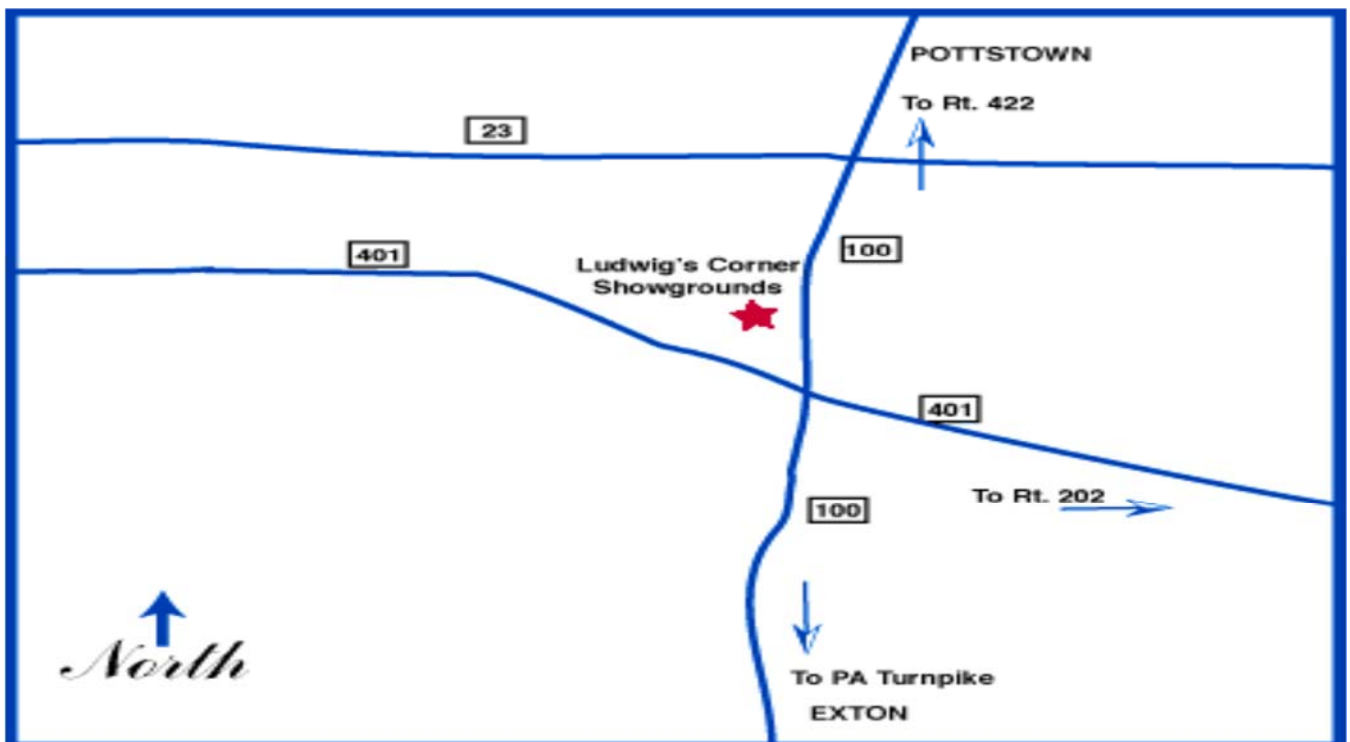 POTTSTOWN
To Rt. 422
23
100
401
Ludwig's Corner
Showgrounds
401
To Rt. 202
100
North
To PA Turnpike
EXTON